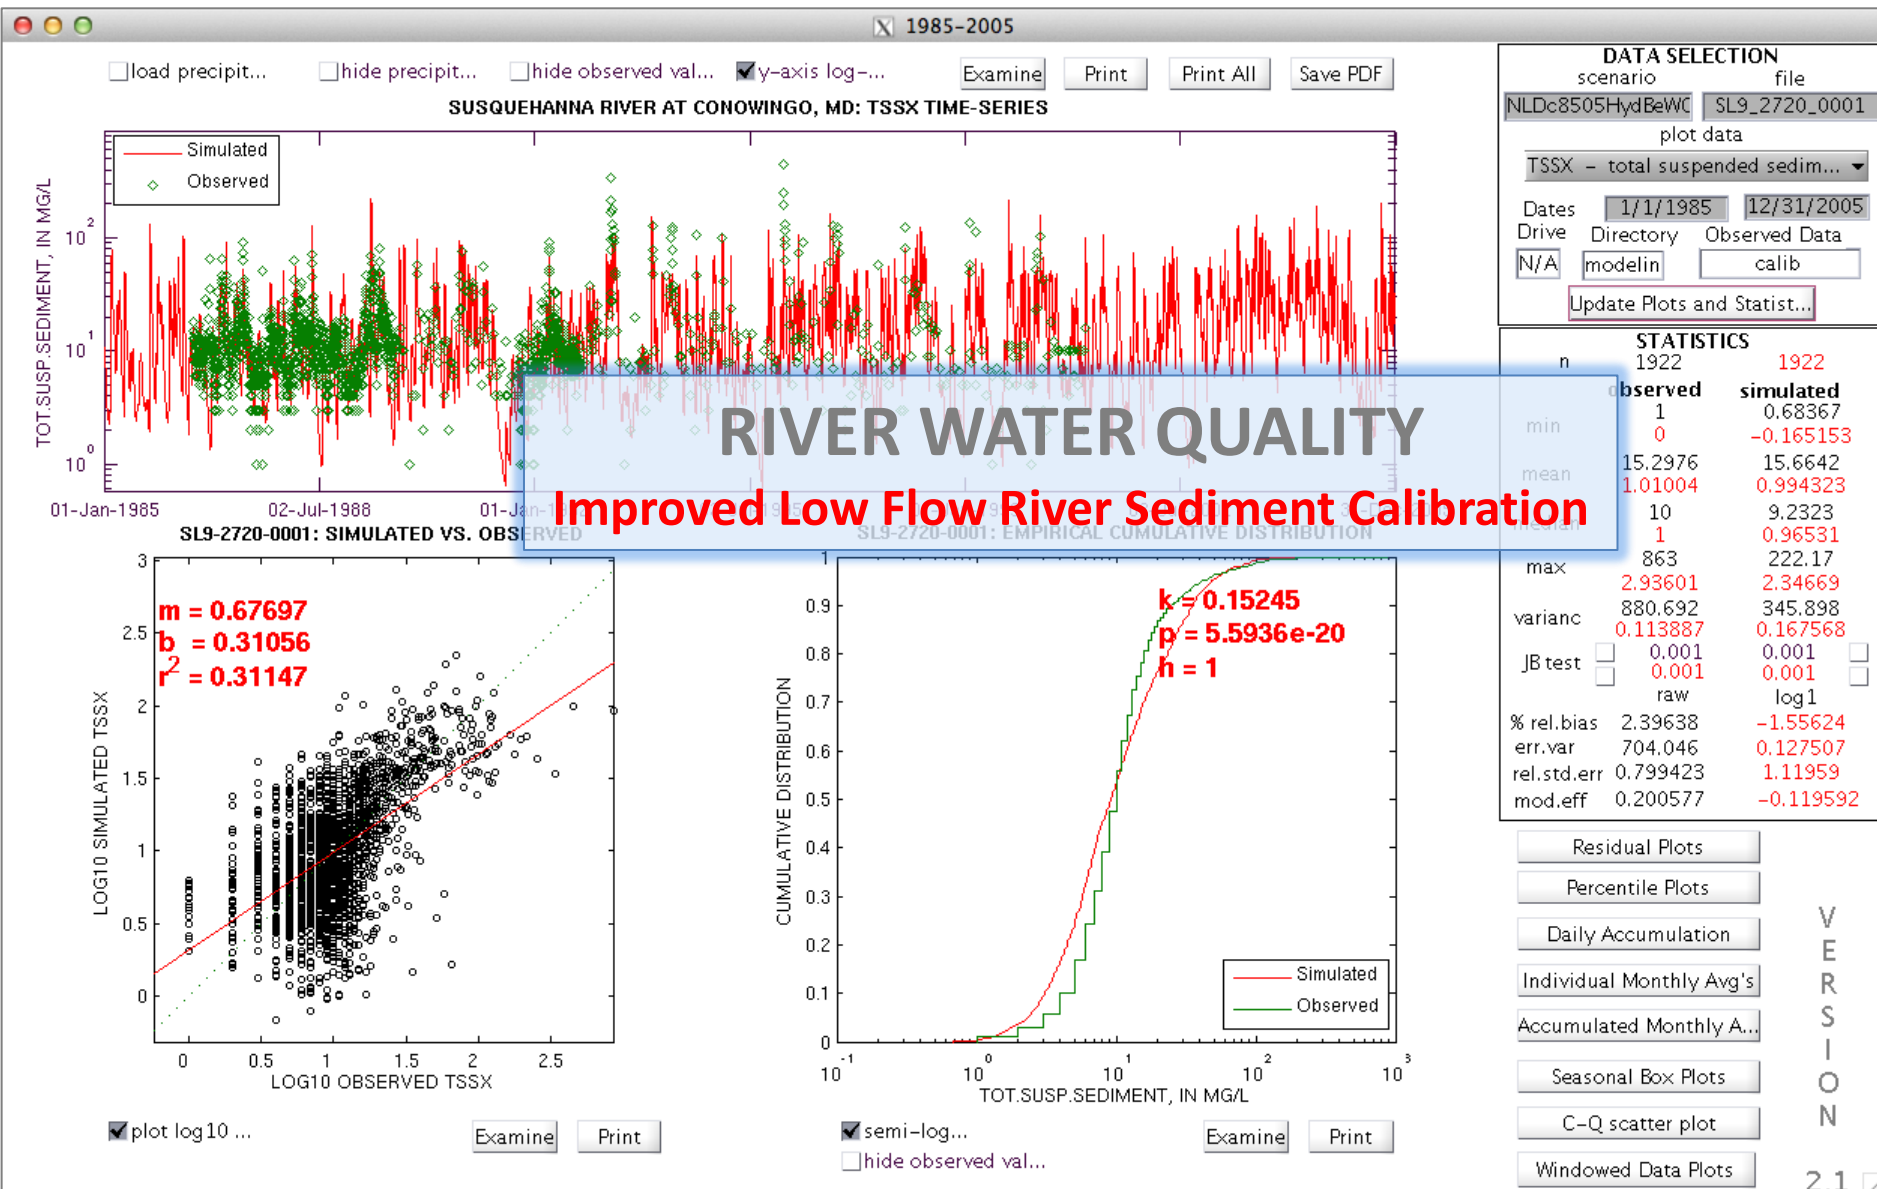 1985-2005
load precipit...
hide precipit...
hide observed val...
y-axis log-...
Examine
Print
Print All
Save PDF
SUSQUEHANNA RIVER AT CONOWINGO, MD: TSSX TIME-SERIES
Simulated
Observed
TOT.SUSP.SEDIMENT, IN MG/L
10^2
10^1
10^0
01-Jan-1985
02-Jul-1988
RIVER WATER QUALITY
Improved Low Flow River Sediment Calibration
SL9-2720-0001: SIMULATED VS. OBSERVED
SL9-2720-0001: EMPIRICAL CUMULATIVE DISTRIBUTION
m = 0.67697
b = 0.31056
r^2 = 0.31147
LOG10 SIMULATED TSSX
3
2.5
2
1.5
1
0.5
0
0 0.5 1 1.5 2 2.5
LOG10 OBSERVED TSSX
plot log10 ...
Examine
Print
k = 0.15245
p = 5.5936e-20
h = 1
CUMULATIVE DISTRIBUTION
1
0.9
0.8
0.7
0.6
0.5
0.4
0.3
0.2
0.1
0
Simulated
Observed
10^-1 10^0 10^1 10^2 10^3
TOT.SUSP.SEDIMENT, IN MG/L
semi-log...
hide observed val...
Examine
Print
DATA SELECTION
scenario file
NLDc8505HydBeWC SL9_2720_0001
plot data
TSSX - total suspended sedim...
Dates 1/1/1985 12/31/2005
Drive Directory Observed Data
N/A modelin calib
Update Plots and Statist...
STATISTICS
n 1922 1922
observed simulated
min 1 0.68367
0 -0.165153
mean 15.2976 15.6642
1.01004 0.994323
median 10 9.2323
1 0.96531
max 863 222.17
2.93601 2.34669
varianc 880.692 345.898
0.113887 0.167568
JB test 0.001 0.001
0.001 0.001
raw log1
% rel.bias 2.39638 -1.55624
err.var 704.046 0.127507
rel.std.err 0.799423 1.11959
mod.eff 0.200577 -0.119592
Residual Plots
Percentile Plots
Daily Accumulation
Individual Monthly Avg's
Accumulated Monthly A...
Seasonal Box Plots
C-Q scatter plot
Windowed Data Plots
VERSION
2.1